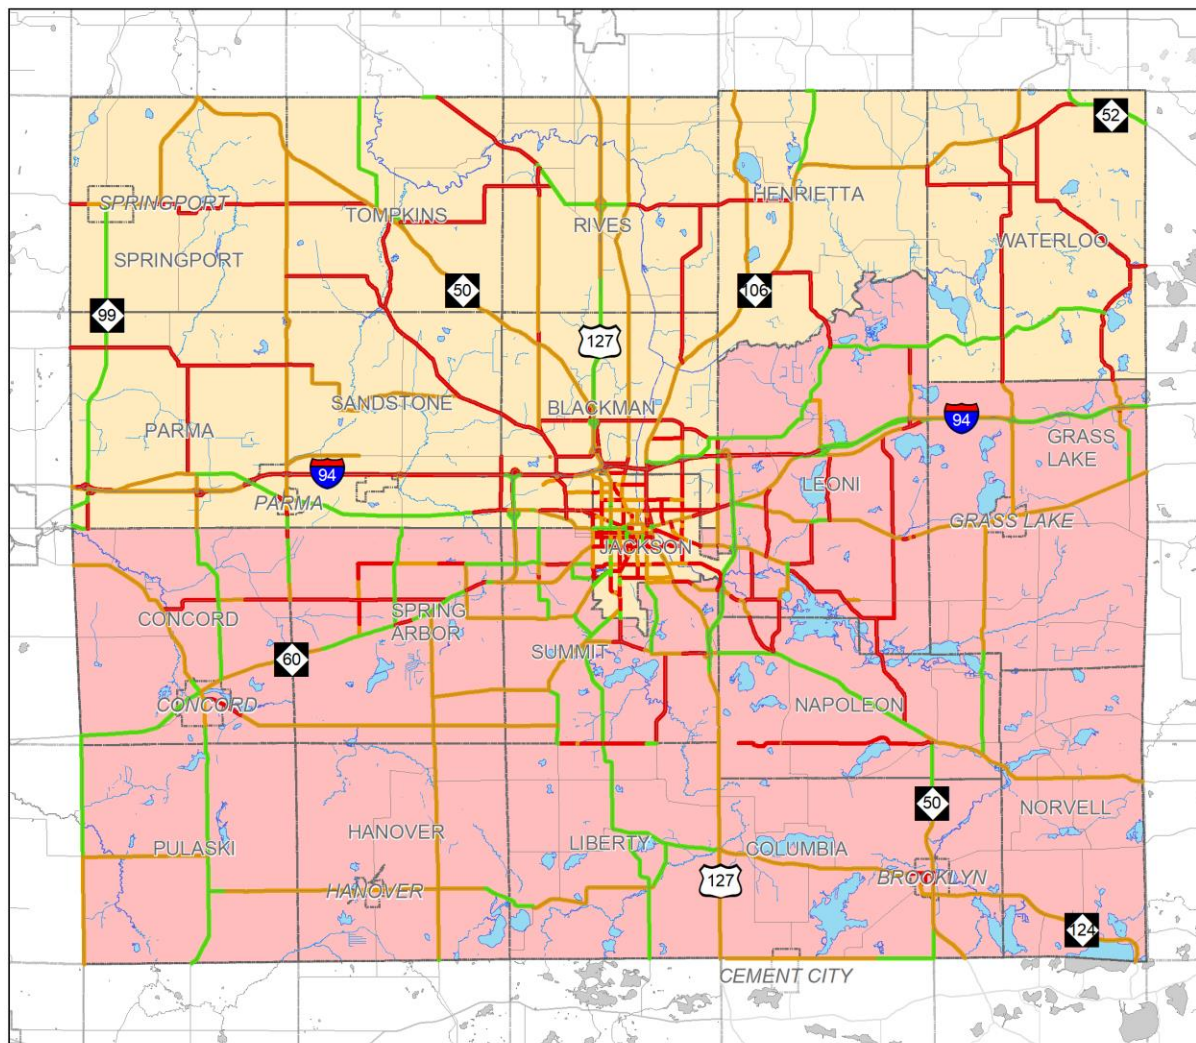 52
SPRINGPORT
HENRIETTA
TOMPKINS
RIVES
WATERLOO
SPRINGPORT
50
106
99
127
SANDSTONE
BLACKMAN
94
PARMA
GRASS
LAKE
94
LEONI
PARMA
GRASS LAKE
JACKSON
CONCORD
SPRING
ARBOR
SUMMIT
60
CONCORD
NAPOLEON
50
NORVELL
HANOVER
LIBERTY
COLUMBIA
PULASKI
127
BROOKLYN
HANOVER
124
CEMENT CITY